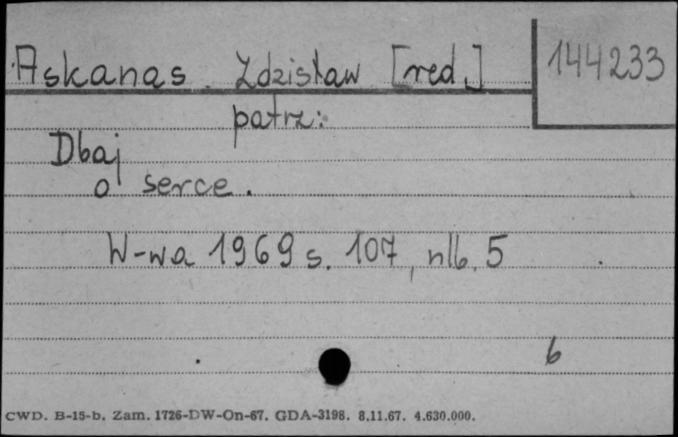 Askanas Zdzisław [red.]
144233
patrz:
Dbaj
o serce.
W-wa 1969 s. 107, nlb. 5
b
CWD. B-15-b. Zam. 1726-DW-On-67. GDA-3198. 8.11.67. 4.630.000.